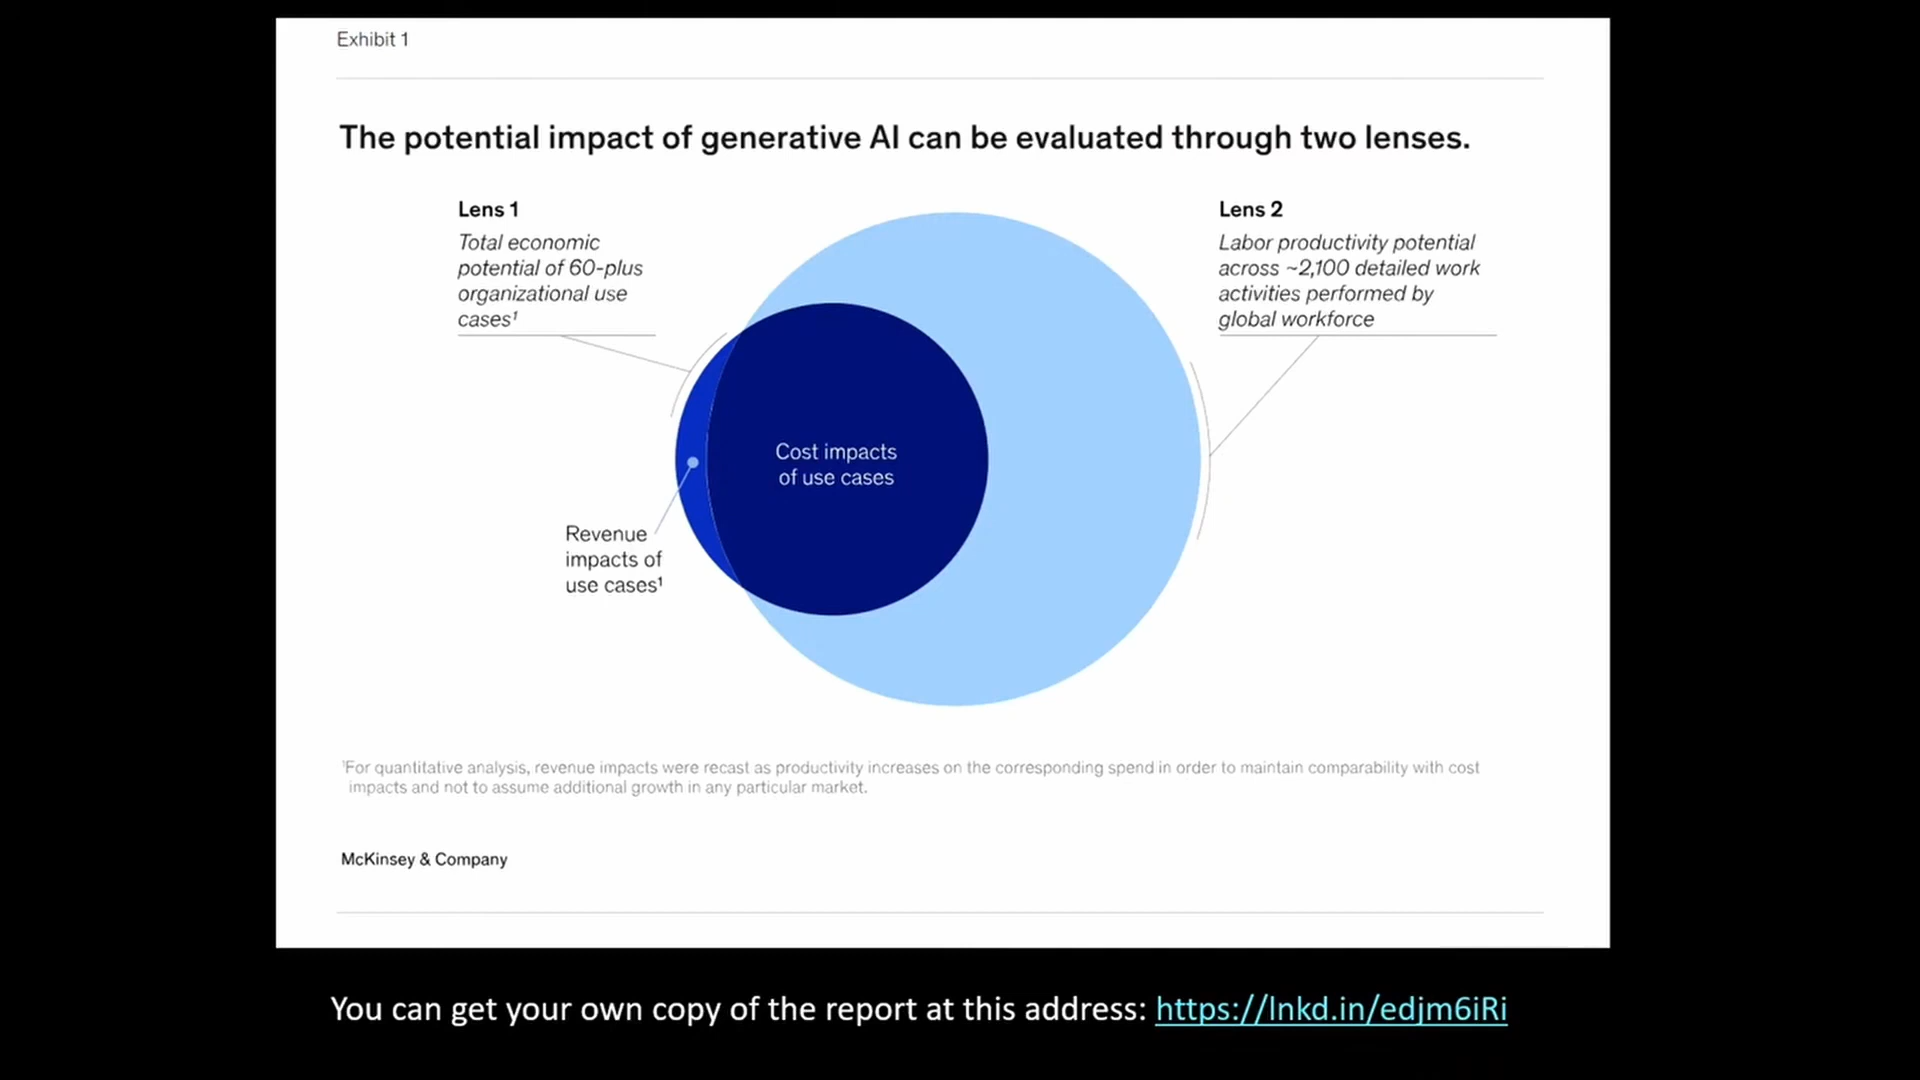 Exhibit 1
The potential impact of generative AI can be evaluated through two lenses.
Lens 1
Total economic
potential of 60-plus
organizational use
cases¹
Lens 2
Labor productivity potential
across ~2,100 detailed work
activities performed by
global workforce
Cost impacts
of use cases
Revenue
impacts of
use cases¹
¹For quantitative analysis, revenue impacts were recast as productivity increases on the corresponding spend in order to maintain comparability with cost
impacts and not to assume additional growth in any particular market.
McKinsey & Company
You can get your own copy of the report at this address: https://lnkd.in/edjm6iRi